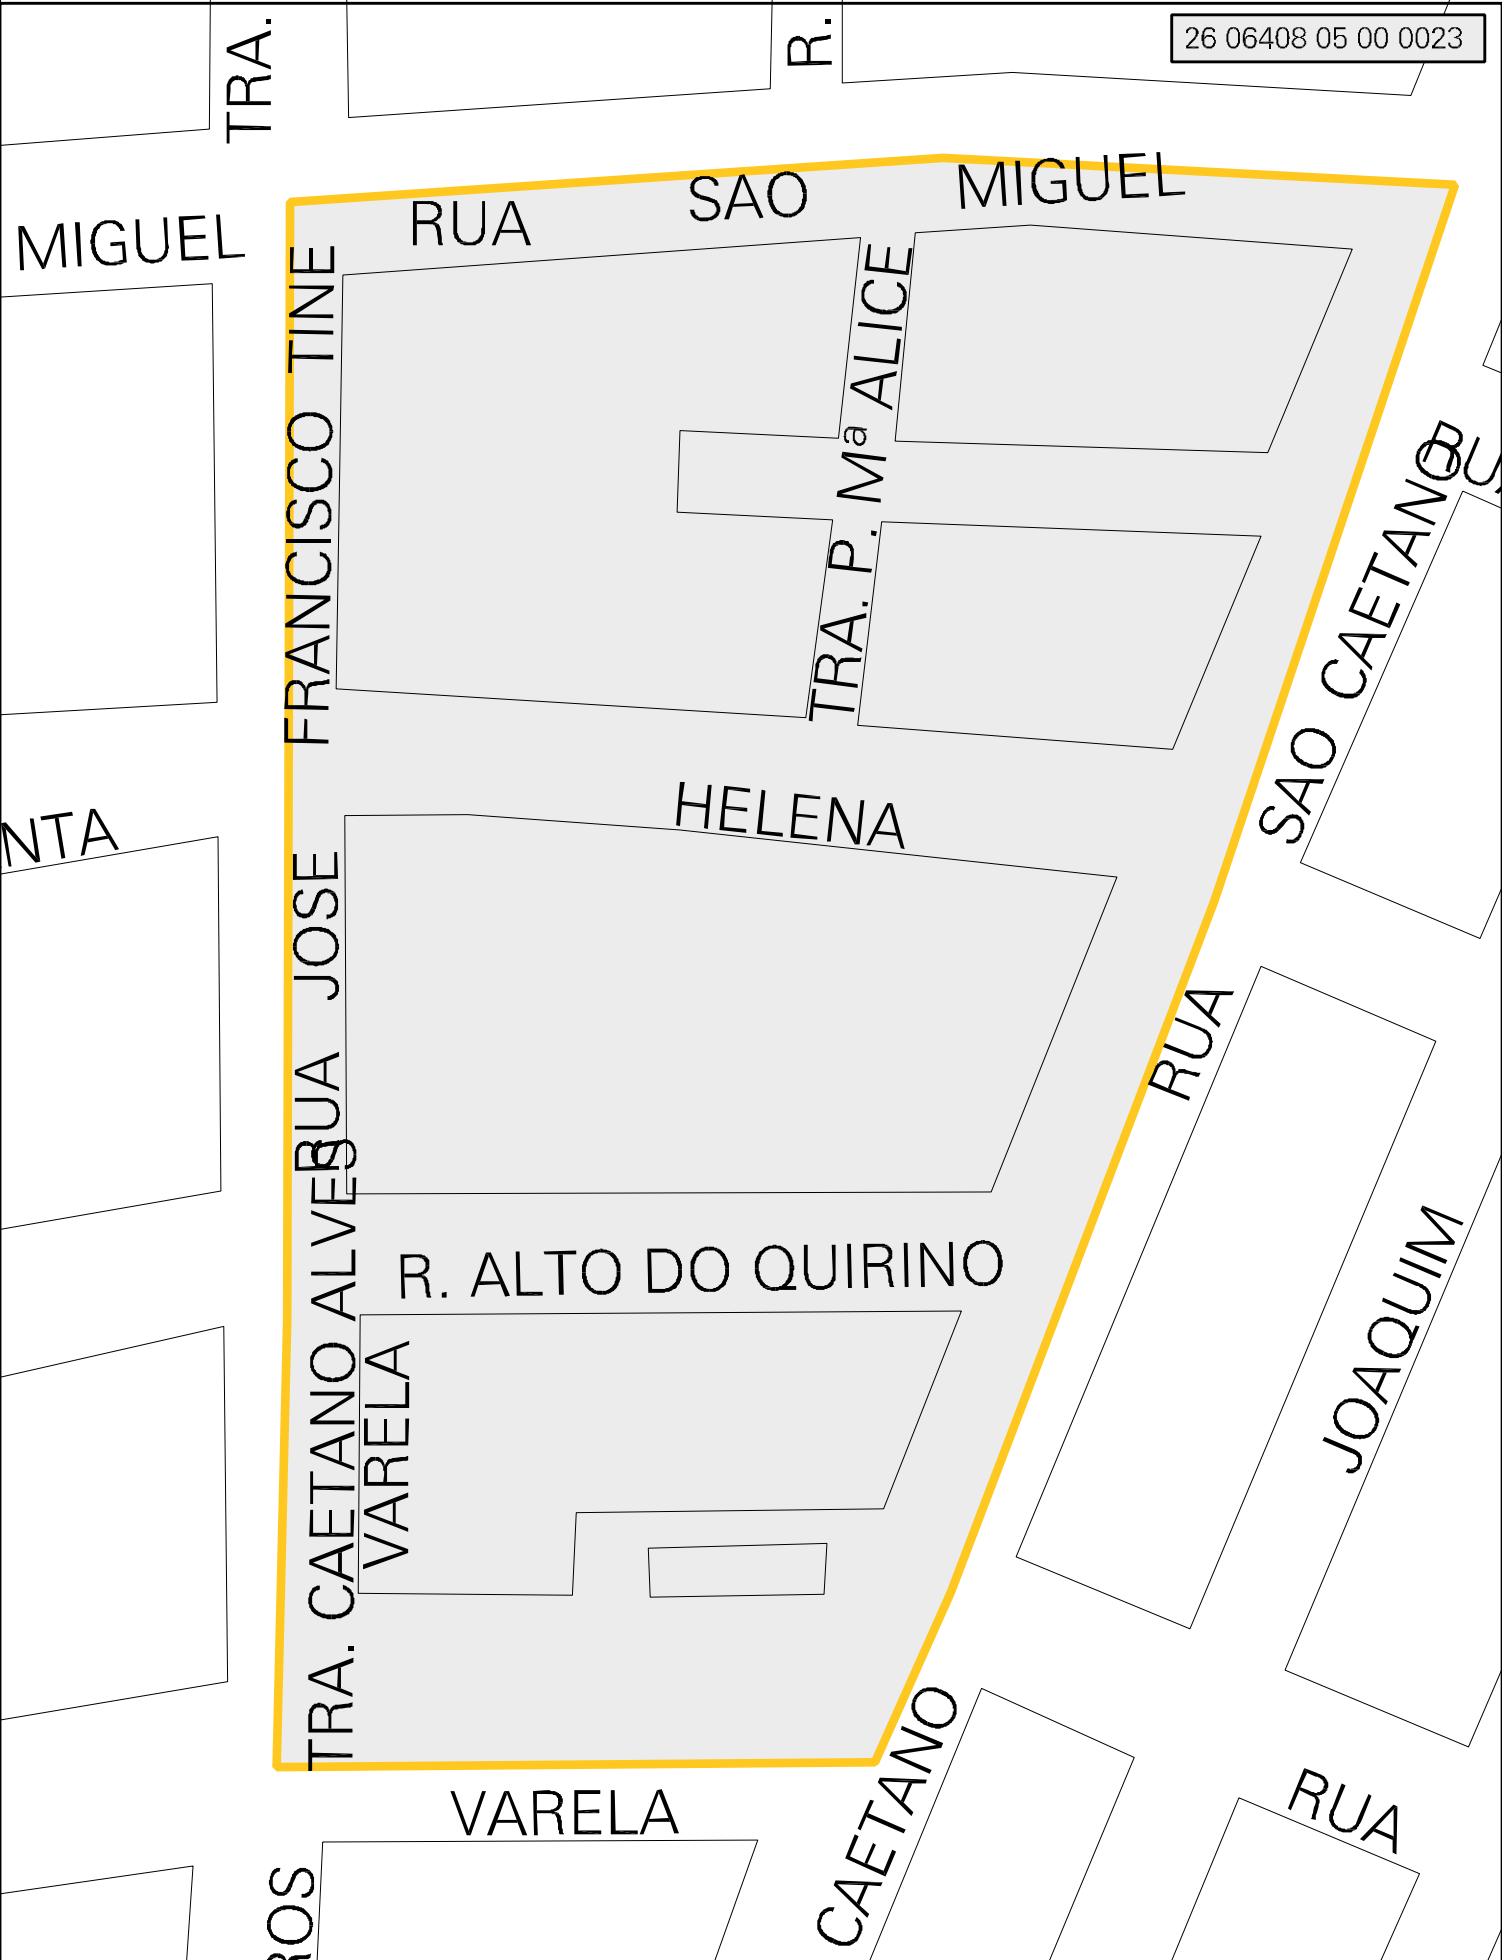 TRA.
R.
26 06408 05 00 0023
MIGUEL
RUA SAO MIGUEL
FRANCISCO TINE
TRA. P. Mª ALICE
RUA
SAO CAETANO
NTA
HELENA
RUA JOSE
RUA
TRA. CAETANO ALVES
VARELA
R. ALTO DO QUIRINO
JOAQUIM
CAETANO
RUA
VARELA
ROS